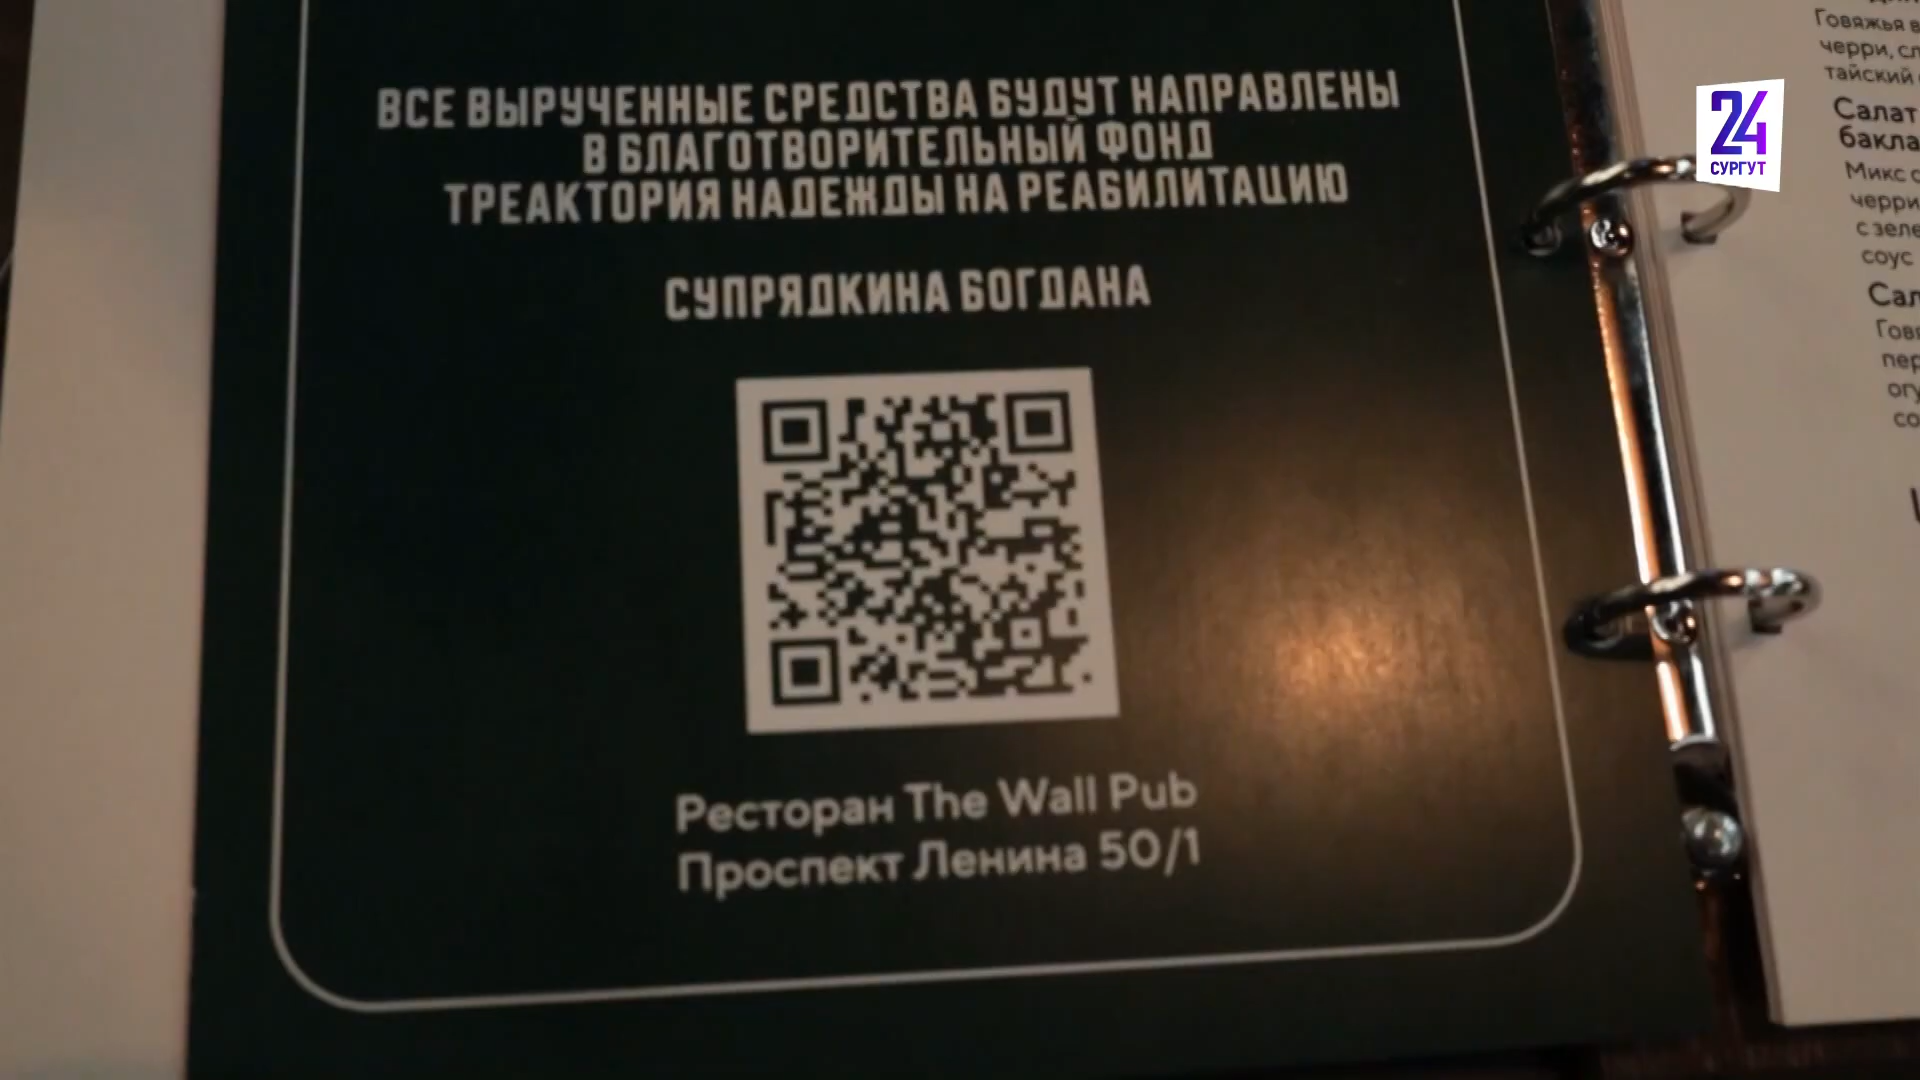 ВСЕ ВЫРУЧЕННЫЕ СРЕДСТВА БУДУТ НАПРАВЛЕНЫ
В БЛАГОТВОРИТЕЛЬНЫЙ ФОНД
ТРЕАКТОРИЯ НАДЕЖДЫ НА РЕАБИЛИТАЦИЮ
СУПРЯДКИНА БОГДАНА
Ресторан The Wall Pub
Проспект Ленина 50/1
24
СУРГУТ
Говяжья
черри,
тайский
Салат
Микс
черри
соус